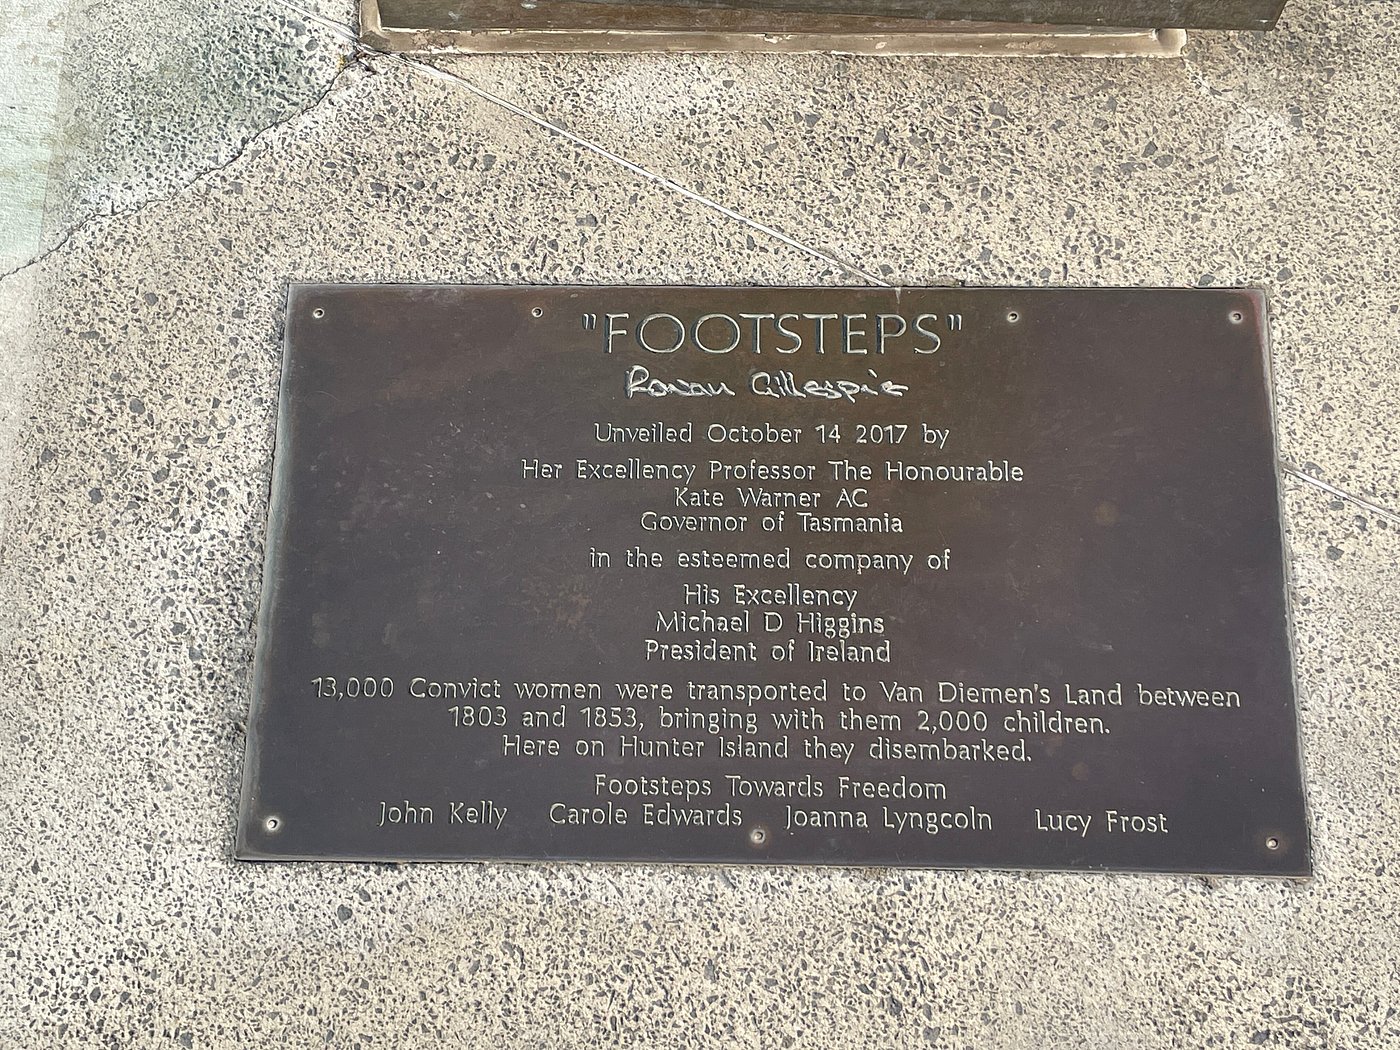 "FOOTSTEPS"
Rowan Gillespie
Unveiled October 14 2017 by
Her Excellency Professor The Honourable
Kate Warner AC
Governor of Tasmania
in the esteemed company of
His Excellency
Michael D Higgins
President of Ireland
13,000 Convict women were transported to Van Diemen's Land between
1803 and 1853, bringing with them 2,000 children.
Here on Hunter Island they disembarked.
Footsteps Towards Freedom
John Kelly Carole Edwards Joanna Lyngcoln Lucy Frost